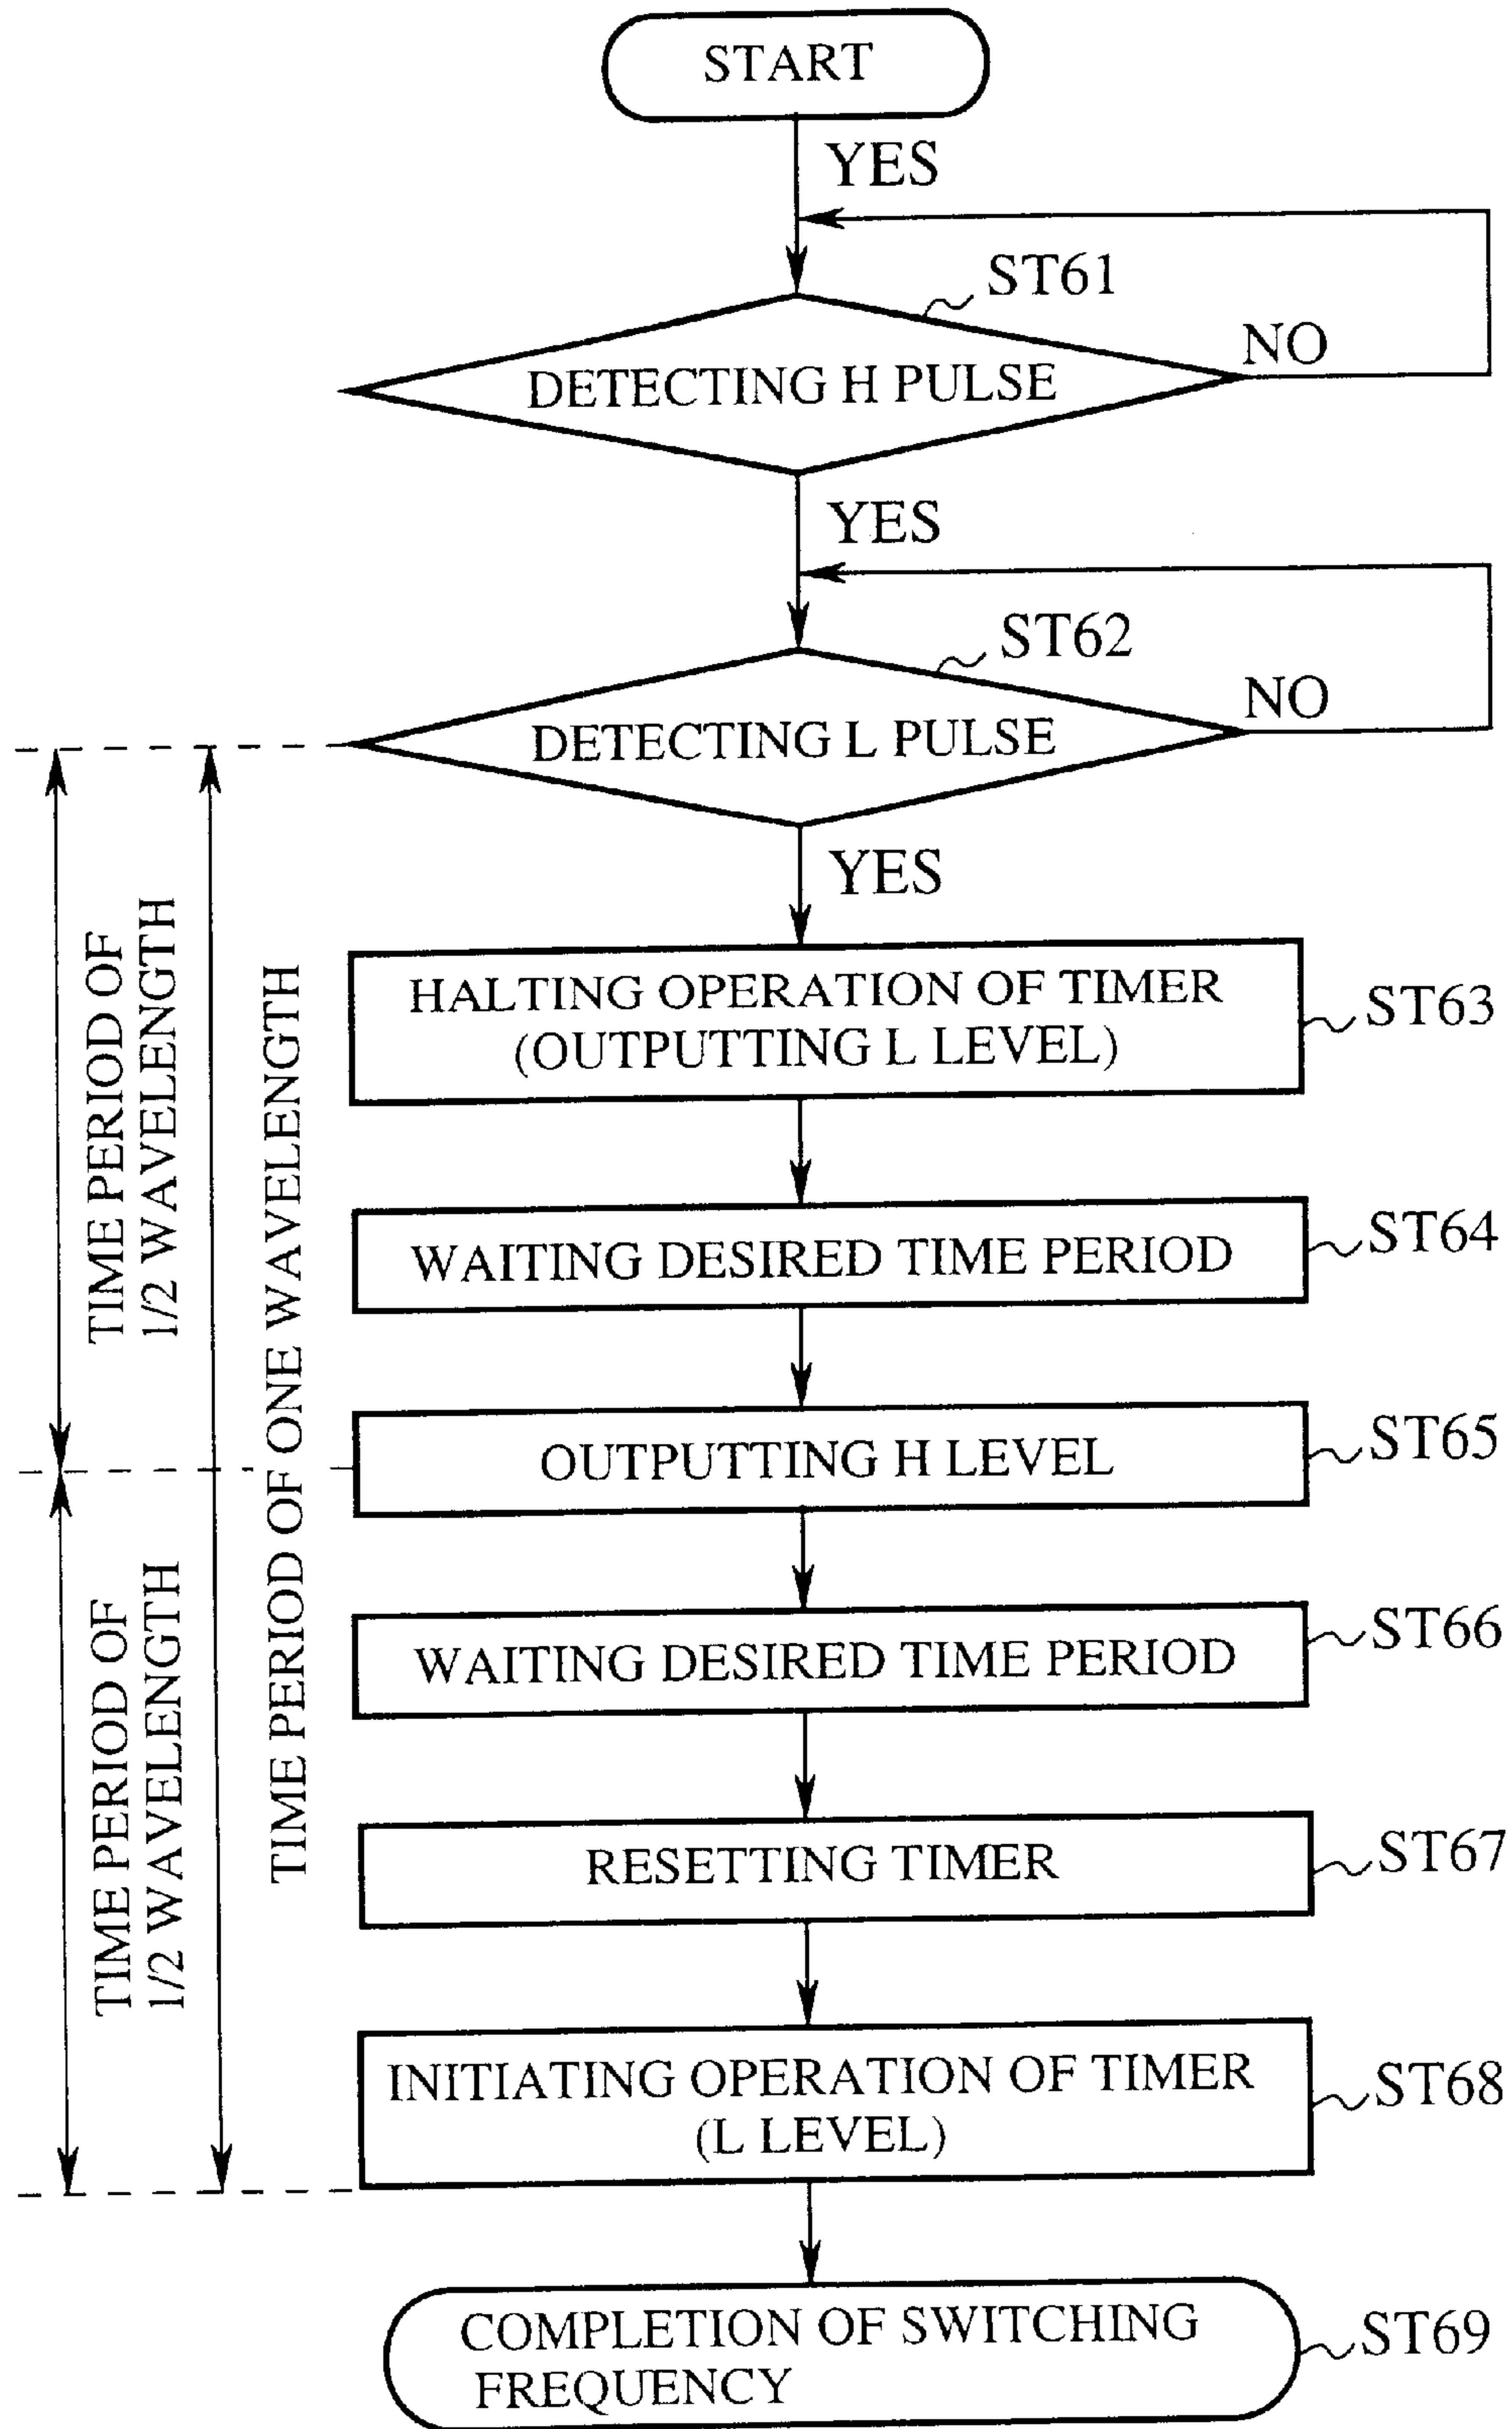 START
YES
ST61
NO
DETECTING H PULSE
YES
ST62
NO
DETECTING L PULSE
YES
HALTING OPERATION OF TIMER
(OUTPUTTING L LEVEL)
ST63
WAITING DESIRED TIME PERIOD
ST64
OUTPUTTING H LEVEL
ST65
WAITING DESIRED TIME PERIOD
ST66
RESETTING TIMER
ST67
INITIATING OPERATION OF TIMER
(L LEVEL)
ST68
COMPLETION OF SWITCHING
FREQUENCY
ST69
TIME PERIOD OF
1/2 WAVELENGTH
TIME PERIOD OF
1/2 WAVELENGTH
TIME PERIOD OF ONE WAVELENGTH